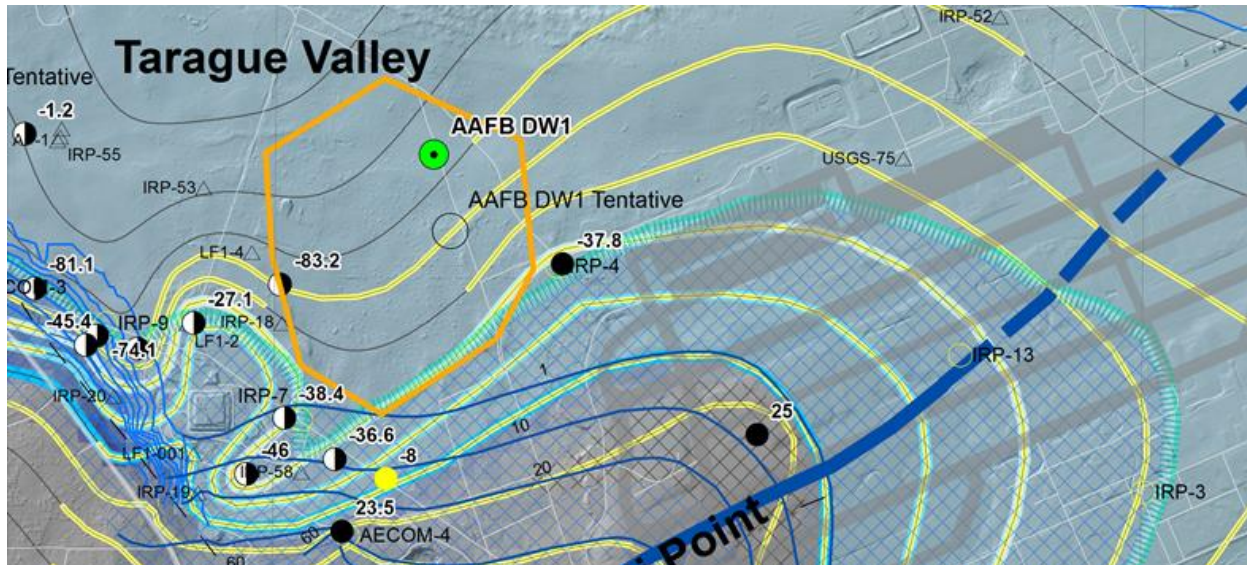 IRP-52
Tarague Valley
Tentative
-1.2
AAFB DW1
IRP-55
USGS-75
IRP-53
AAFB DW1 Tentative
-37.8
LF1-4
-83.2
RP-4
-81.1
-27.1
IRP-9
IRP-18
-45.4
LF1-2
-74.1
IRP-13
1
IRP-20
IRP-7
-38.4
25
10
-36.6
LF1-001
-46
-8
20
IRP-58
IRP-19
IRP-3
23.5
60
AECOM-4
Point
60